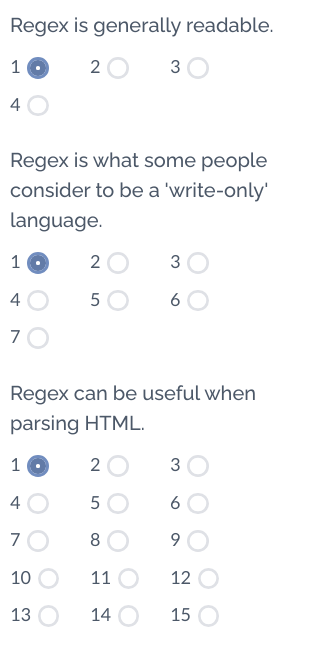 Regex is generally readable.
1 2 3
4
Regex is what some people
consider to be a 'write-only'
language.
1 2 3
4 5 6
7
Regex can be useful when
parsing HTML.
1 2 3
4 5 6
7 8 9
10 11 12
13 14 15